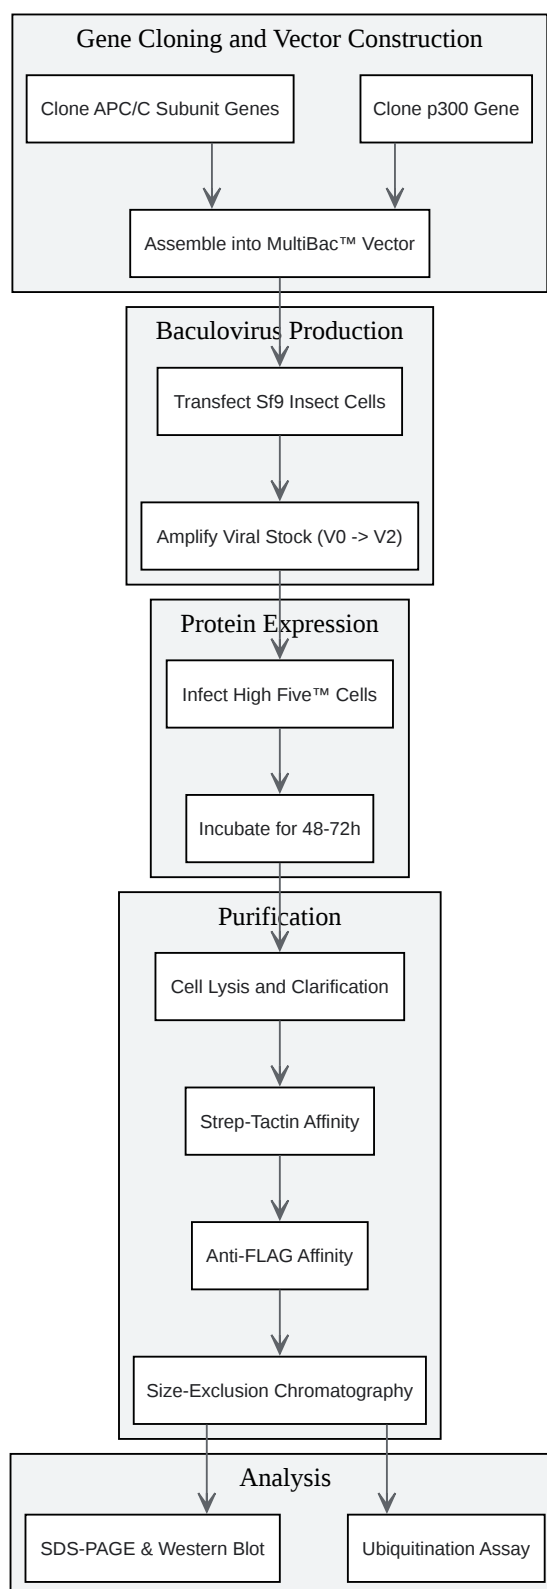 Gene Cloning and Vector Construction
Clone APC/C Subunit Genes
Clone p300 Gene
Assemble into MultiBac™ Vector
Baculovirus Production
Transfect Sf9 Insect Cells
Amplify Viral Stock (V0 -> V2)
Protein Expression
Infect High Five™ Cells
Incubate for 48-72h
Purification
Cell Lysis and Clarification
Strep-Tactin Affinity
Anti-FLAG Affinity
Size-Exclusion Chromatography
Analysis
SDS-PAGE & Western Blot
Ubiquitination Assay